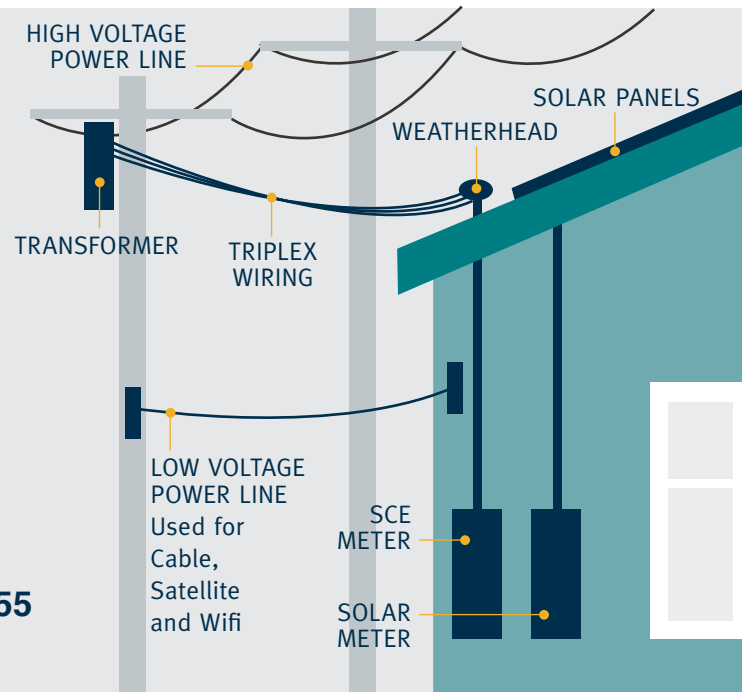 HIGH VOLTAGE
POWER LINE
SOLAR PANELS
WEATHERHEAD
TRANSFORMER
TRIPLEX
WIRING
LOW VOLTAGE
POWER LINE
Used for
Cable,
Satellite
and Wifi
SCE
METER
55
SOLAR
METER